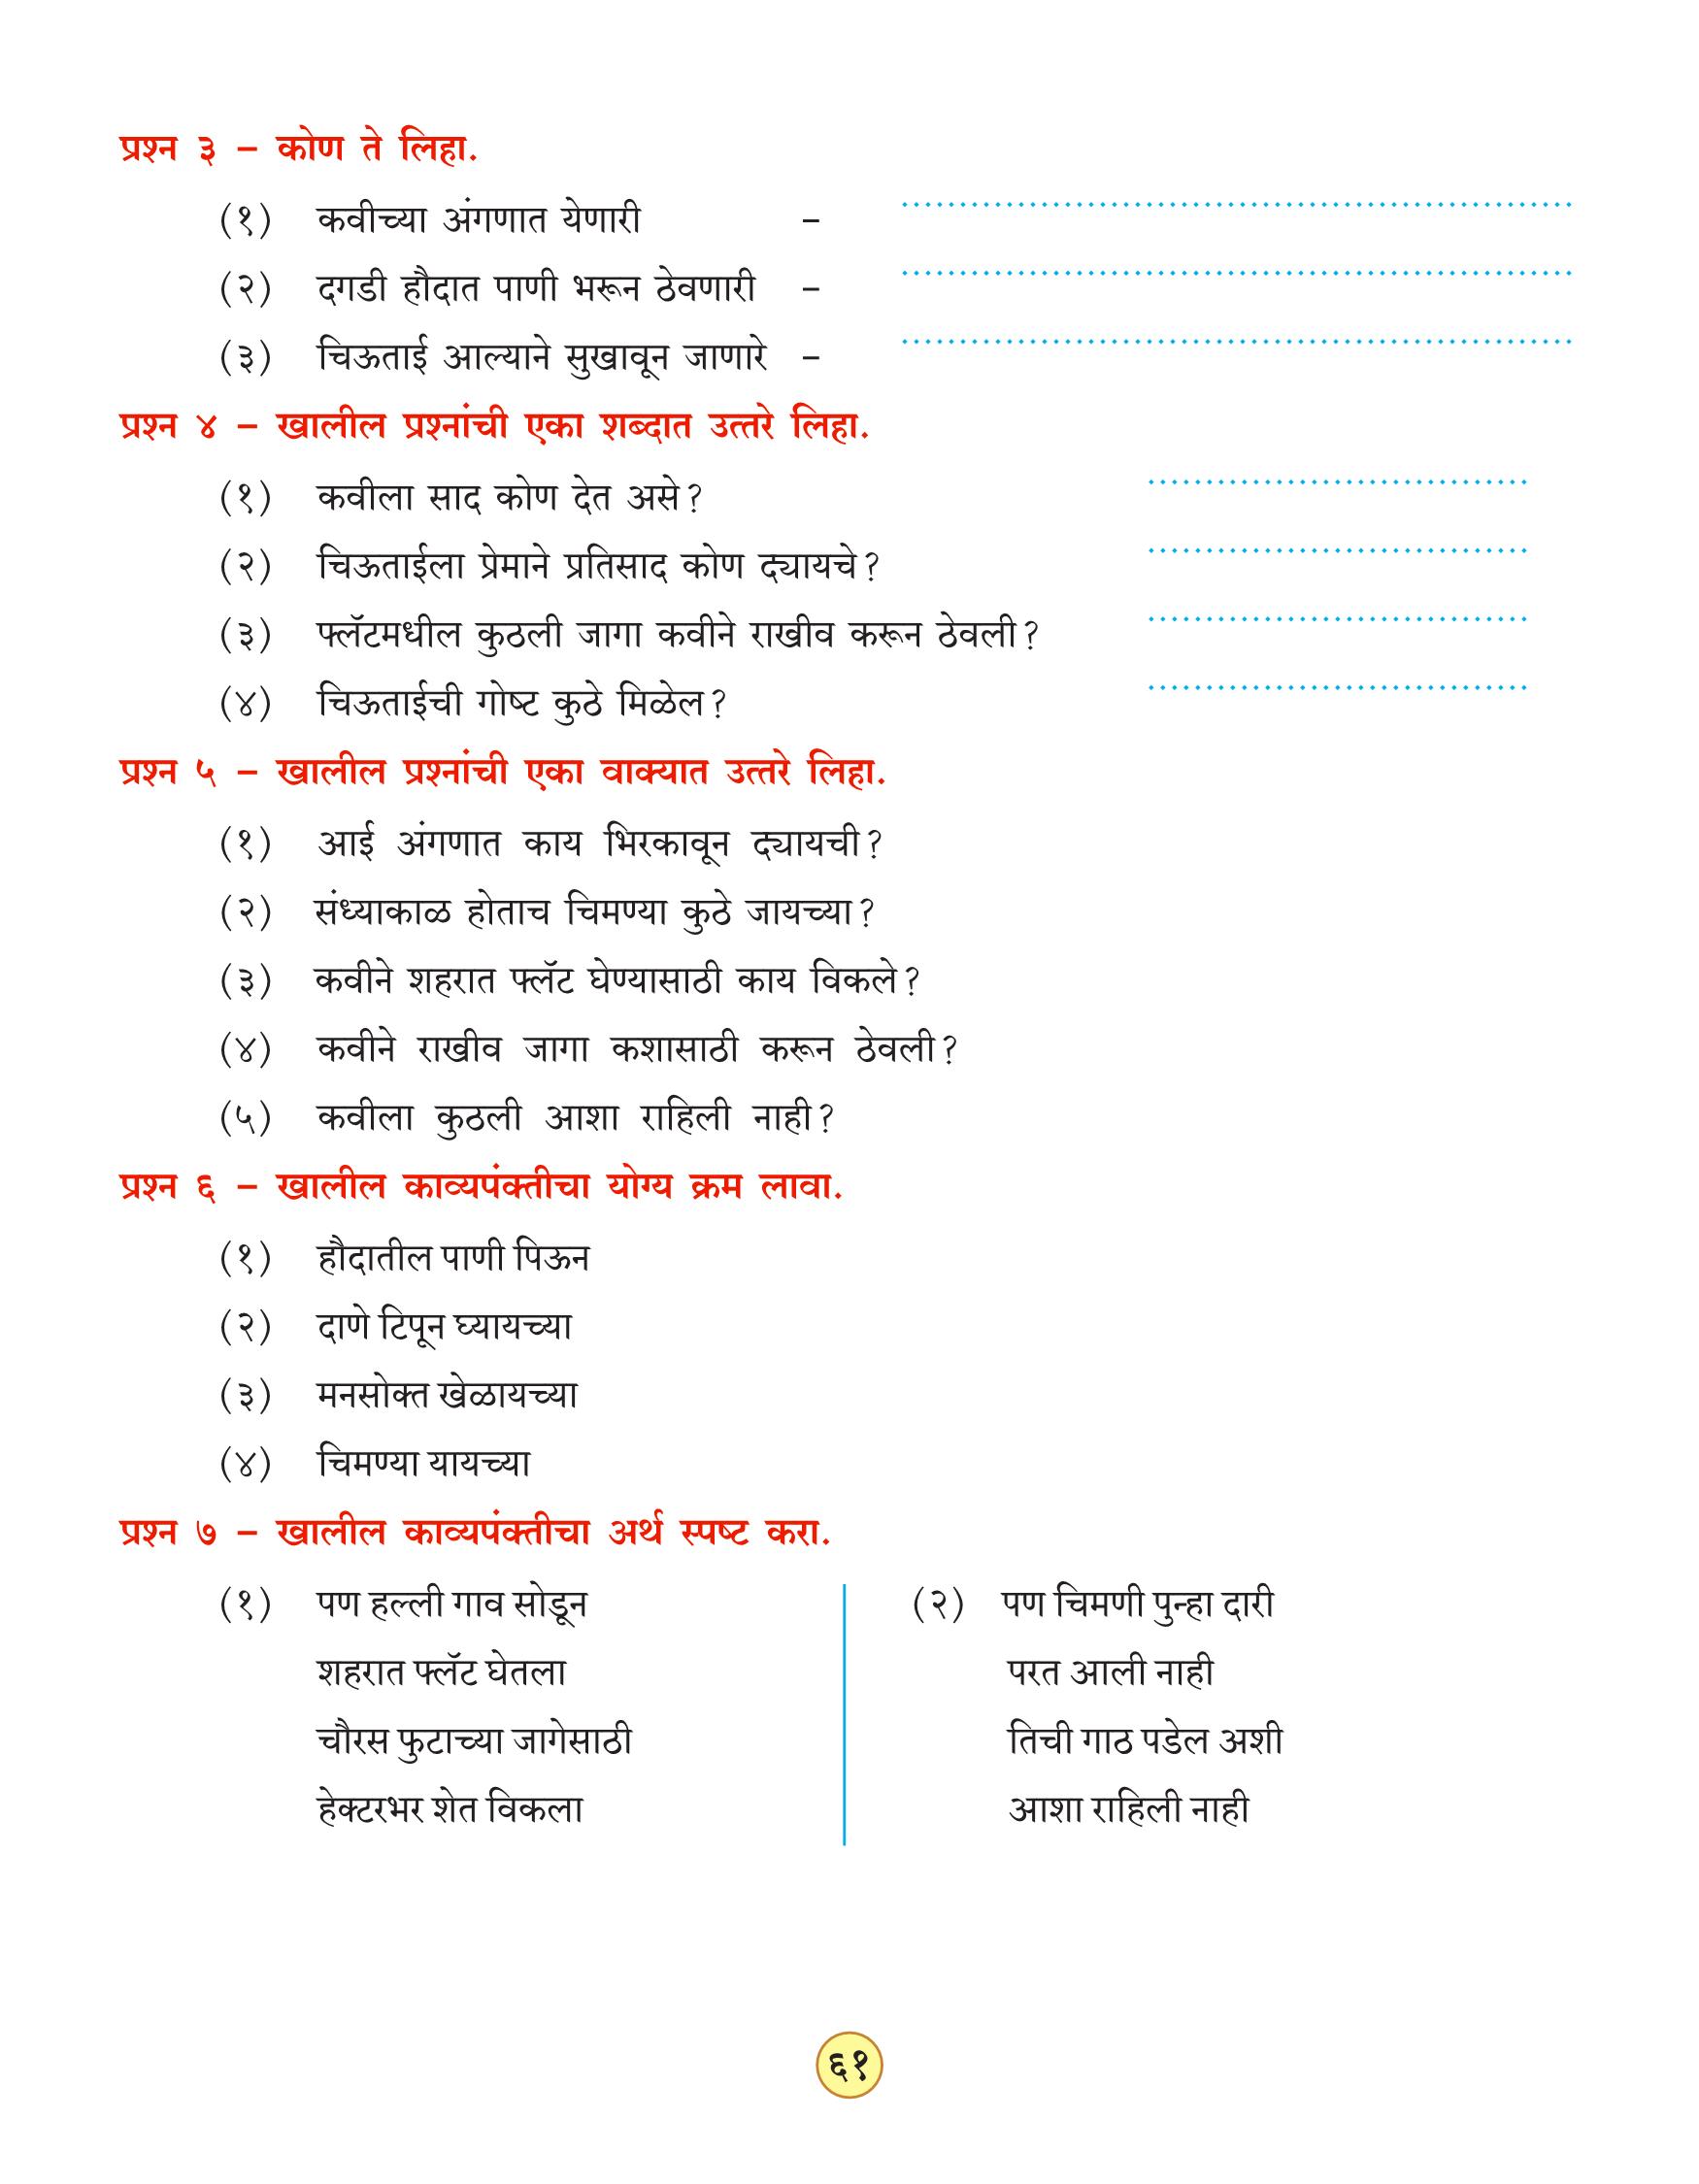 प्रश्न ३ – कोण ते लिहा.
(१) कवीच्या अंगणात येणारी – ..........................................................
(२) दगडी हौदात पाणी भरून ठेवणारी – ..........................................................
(३) चिऊताई आल्याने सुखावून जाणारे – ..........................................................
प्रश्न ४ – खालील प्रश्नांची एका शब्दात उत्तरे लिहा.
(१) कवीला साद कोण देत असे? .................................
(२) चिऊताईला प्रेमाने प्रतिसाद कोण द्यायचे? .................................
(३) फ्लॅटमधील कुठली जागा कवीने राखीव करून ठेवली? .................................
(४) चिऊताईची गोष्ट कुठे मिळेल? .................................
प्रश्न ५ – खालील प्रश्नांची एका वाक्यात उत्तरे लिहा.
(१) आई अंगणात काय भिरकावून द्यायची?
(२) संध्याकाळ होताच चिमण्या कुठे जायच्या?
(३) कवीने शहरात फ्लॅट घेण्यासाठी काय विकले?
(४) कवीने राखीव जागा कशासाठी करून ठेवली?
(५) कवीला कुठली आशा राहिली नाही?
प्रश्न ६ – खालील काव्यपंक्तीचा योग्य क्रम लावा.
(१) हौदातील पाणी पिऊन
(२) दाणे टिपून घ्यायच्या
(३) मनसोक्त खेळायच्या
(४) चिमण्या यायच्या
प्रश्न ७ – खालील काव्यपंक्तीचा अर्थ स्पष्ट करा.
(१) पण हल्ली गाव सोडून
शहरात फ्लॅट घेतला
चौरस फुटाच्या जागेसाठी
हेक्टरभर शेत विकला
(२) पण चिमणी पुन्हा दारी
परत आली नाही
तिची गाठ पडेल अशी
आशा राहिली नाही
६१